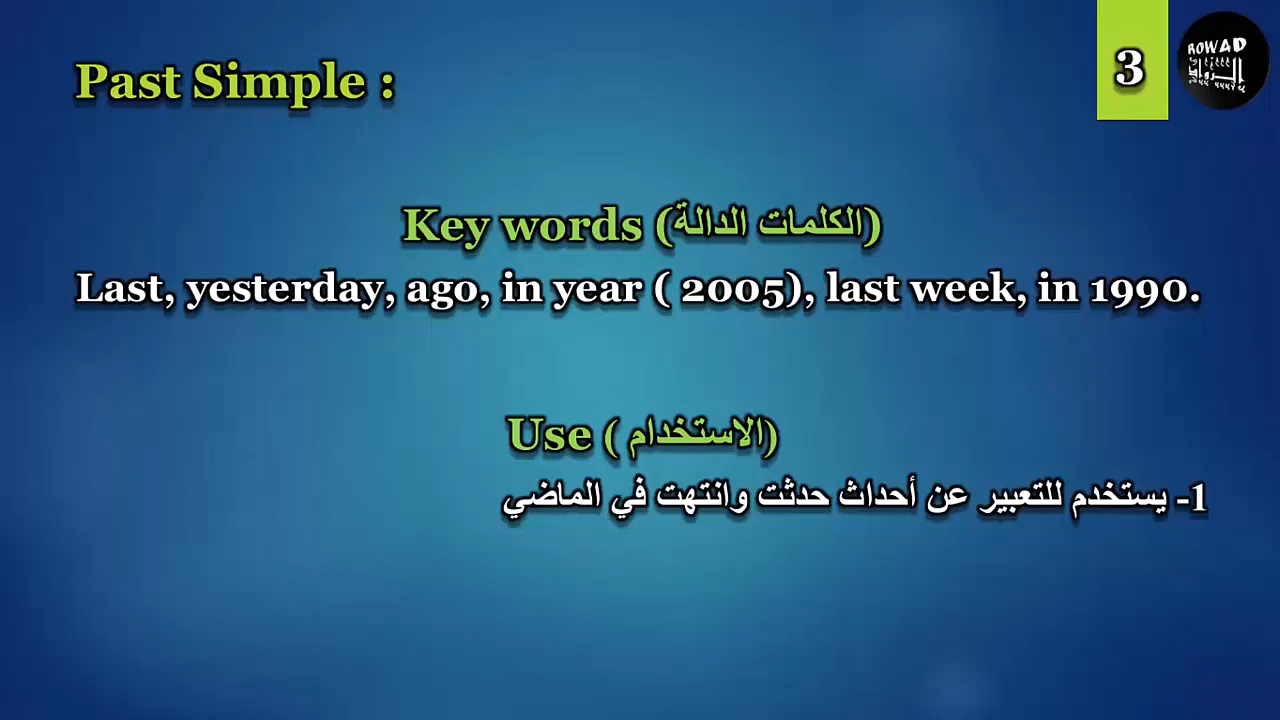 Past Simple :
3
ROWAD
الرواد
Key words (الكلمات الدالة)
Last, yesterday, ago, in year ( 2005), last week, in 1990.
Use ( الاستخدام)
1- يستخدم للتعبير عن أحداث حدثت وانتهت في الماضي